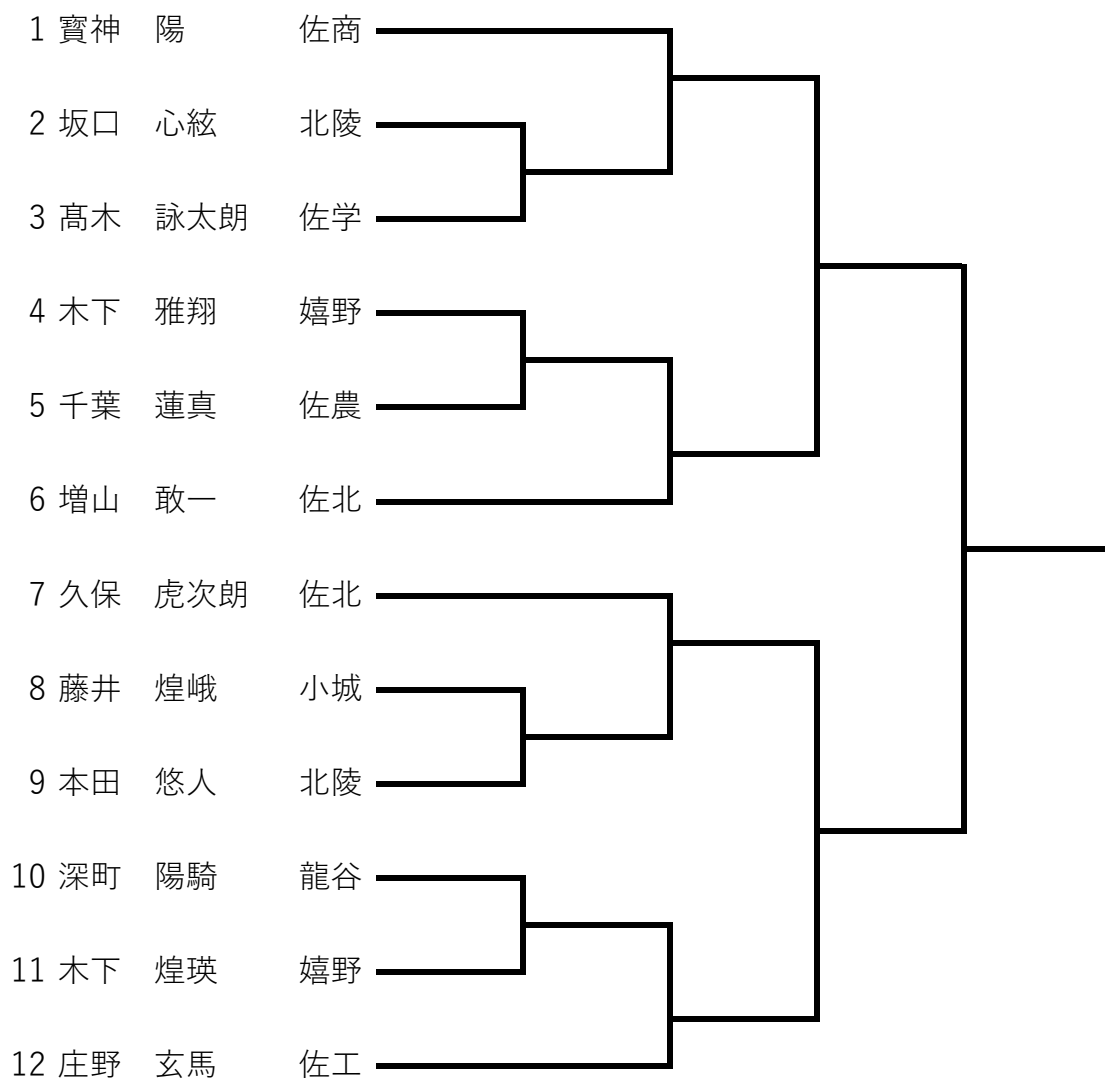 1 寳神 陽 佐商
2 坂口 心絃 北陵
3 髙木 詠太朗 佐学
4 木下 雅翔 嬉野
5 千葉 蓮真 佐農
6 増山 敢一 佐北
7 久保 虎次朗 佐北
8 藤井 煌峨 小城
9 本田 悠人 北陵
10 深町 陽騎 龍谷
11 木下 煌瑛 嬉野
12 庄野 玄馬 佐工